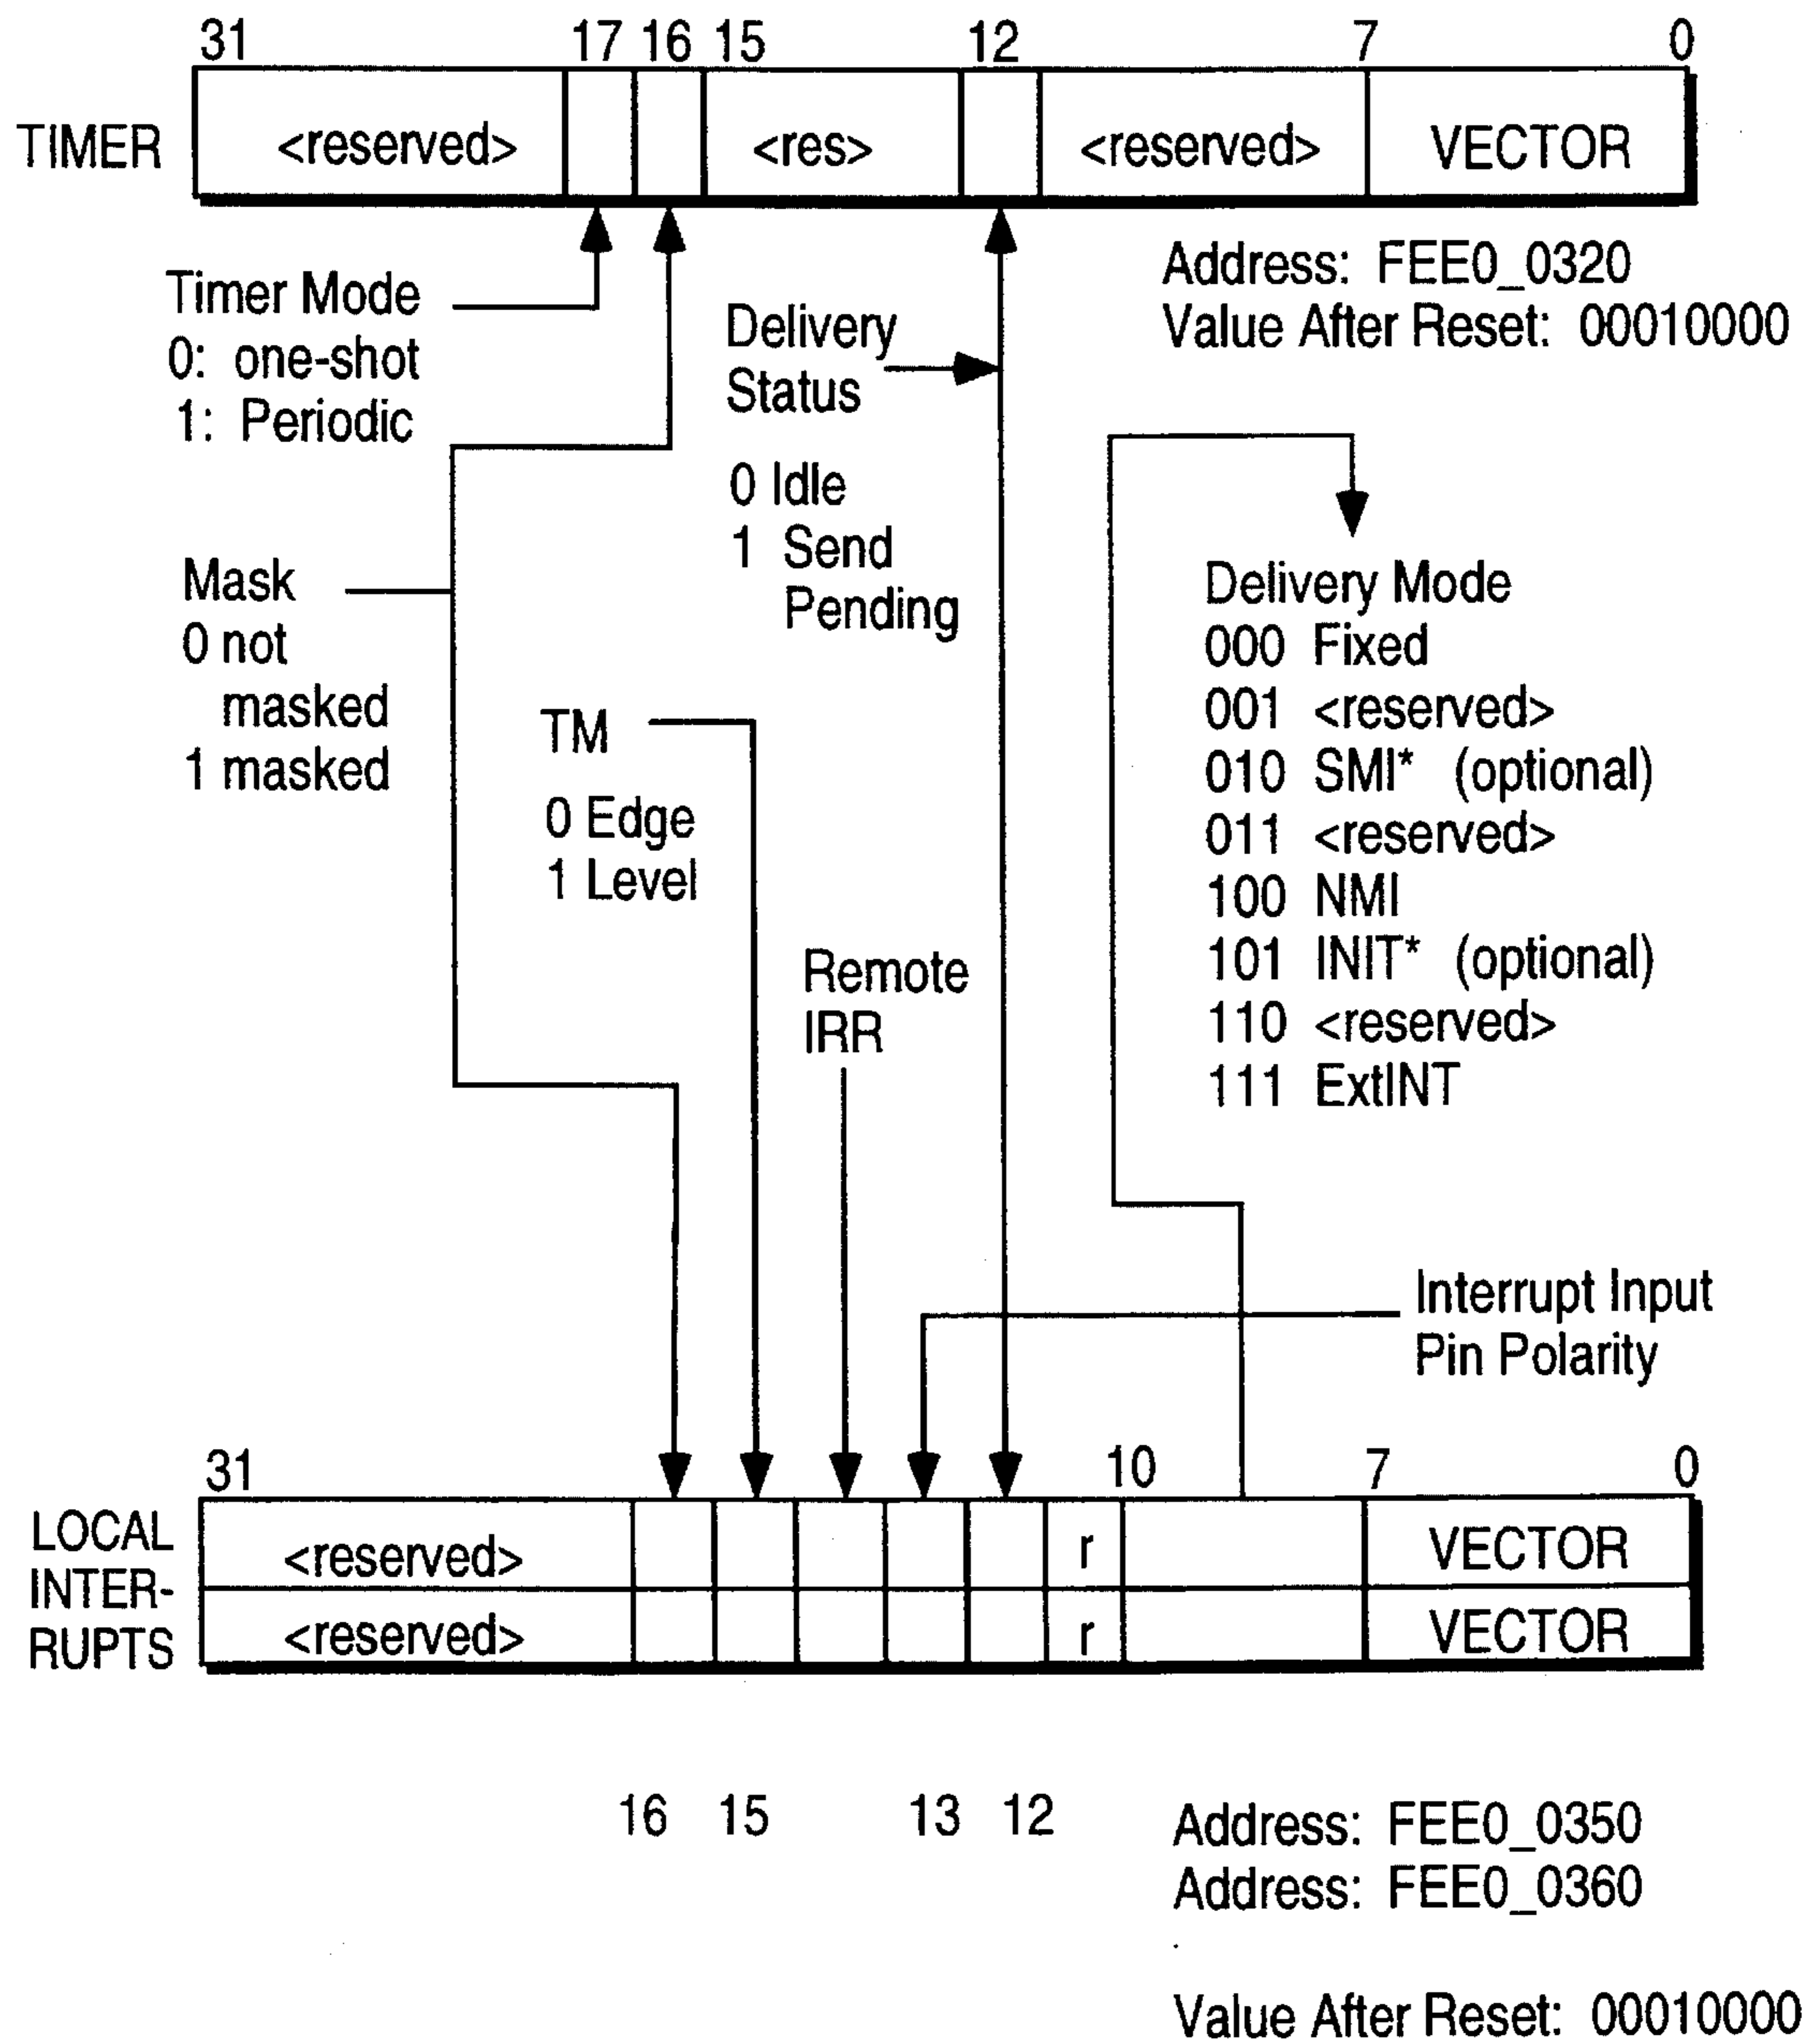 31 17 16 15 12 7 0
TIMER <reserved> <res> <reserved> VECTOR
Address: FEE0_0320
Value After Reset: 00010000
Timer Mode
0: one-shot
1: Periodic
Delivery
Status
0 Idle
1 Send
Pending
Mask
0 not
masked
1 masked
TM
0 Edge
1 Level
Remote
IRR
Delivery Mode
000 Fixed
001 <reserved>
010 SMI* (optional)
011 <reserved>
100 NMI
101 INIT* (optional)
110 <reserved>
111 ExtINT
Interrupt Input
Pin Polarity
31 10 7 0
LOCAL
INTER-
RUPTS
<reserved> r VECTOR
<reserved> r VECTOR
16 15 13 12
Address: FEE0_0350
Address: FEE0_0360
Value After Reset: 00010000